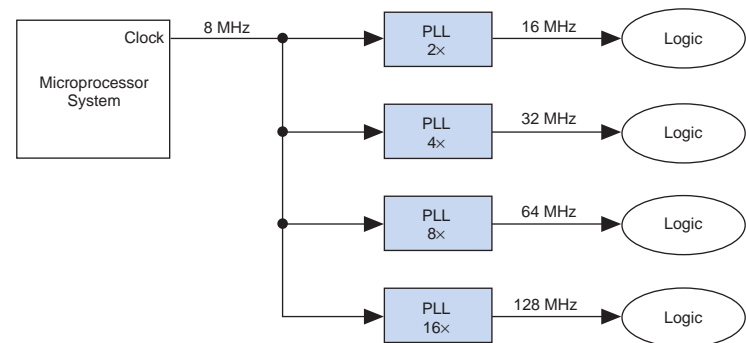 Clock
8 MHz
Microprocessor
System
PLL
2×
16 MHz
Logic
PLL
4×
32 MHz
Logic
PLL
8×
64 MHz
Logic
PLL
16×
128 MHz
Logic